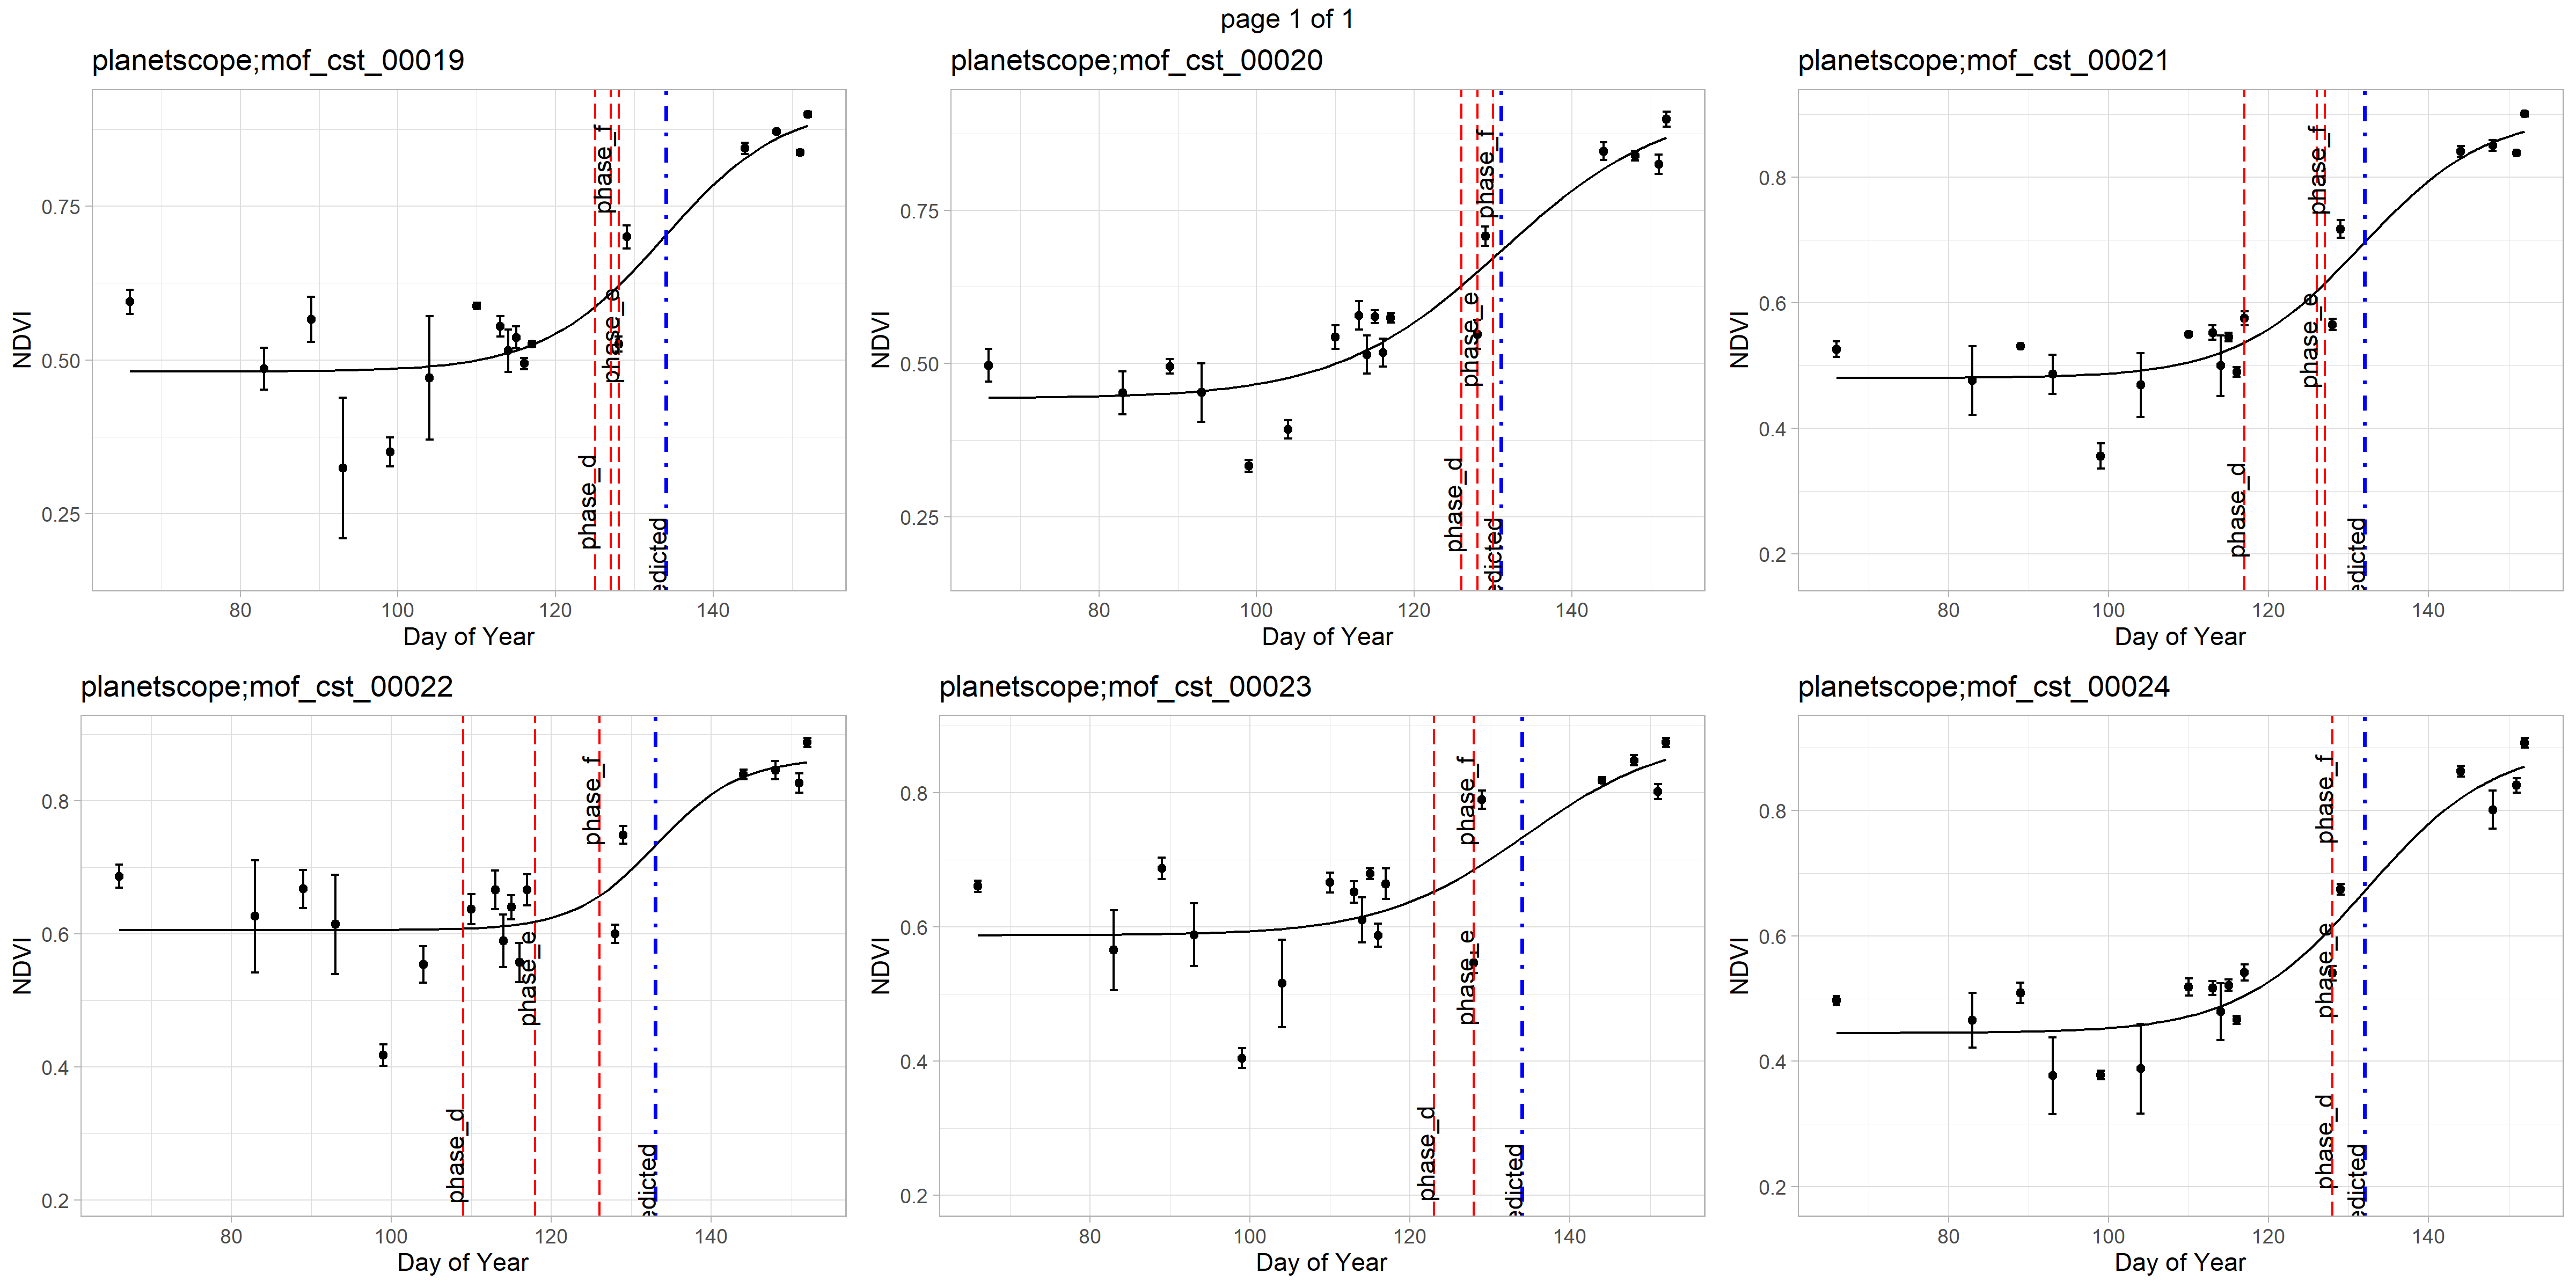 page 1 of 1
planetscope;mof_cst_00019
planetscope;mof_cst_00020
planetscope;mof_cst_00021
NDVI
0.75
0.50
0.25
phase_d
phase_e
phase_f
edicted
80 100 120 140
Day of Year
NDVI
0.75
0.50
0.25
phase_d
phase_e
phase_f
edicted
80 100 120 140
Day of Year
NDVI
0.8
0.6
0.4
0.2
phase_d
phase_e
phase_f
edicted
80 100 120 140
Day of Year
planetscope;mof_cst_00022
planetscope;mof_cst_00023
planetscope;mof_cst_00024
NDVI
0.8
0.6
0.4
0.2
phase_d
phase_e
phase_f
edicted
80 100 120 140
Day of Year
NDVI
0.8
0.6
0.4
0.2
phase_d
phase_e
phase_f
edicted
80 100 120 140
Day of Year
NDVI
0.8
0.6
0.4
0.2
phase_d
phase_e
phase_f
edicted
80 100 120 140
Day of Year